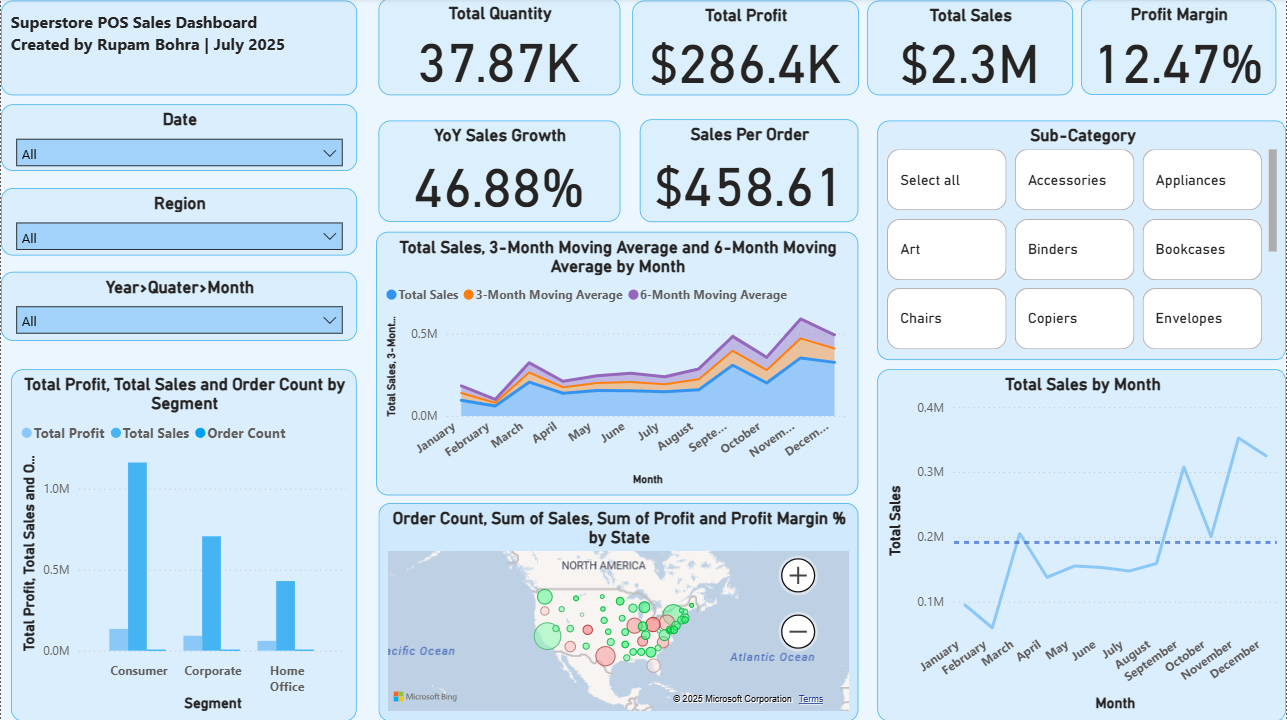 Superstore POS Sales Dashboard
Created by Rupam Bohra | July 2025
Total Quantity
37.87K
Total Profit
$286.4K
Total Sales
$2.3M
Profit Margin
12.47%
Date
All
Region
All
Year>Quater>Month
All
YoY Sales Growth
46.88%
Sales Per Order
$458.61
Sub-Category
Select all
Accessories
Appliances
Art
Binders
Bookcases
Chairs
Copiers
Envelopes
Total Sales, 3-Month Moving Average and 6-Month Moving
Average by Month
Total Sales
3-Month Moving Average
6-Month Moving Average
Total Sales, 3-Mont...
0.5M
0.0M
January
February
March
April
May
June
July
August
Septe...
October
Novem...
Decem...
Month
Total Profit, Total Sales and Order Count by
Segment
Total Profit
Total Sales
Order Count
Total Profit, Total Sales and O...
1.0M
0.5M
0.0M
Consumer
Corporate
Home
Office
Segment
Order Count, Sum of Sales, Sum of Profit and Profit Margin %
by State
NORTH AMERICA
acific Ocean
Atlantic Ocean
Microsoft Bing
© 2025 Microsoft Corporation
Terms
Total Sales by Month
Total Sales
0.4M
0.3M
0.2M
0.1M
January
February
March
April
May
June
July
August
September
October
November
December
Month